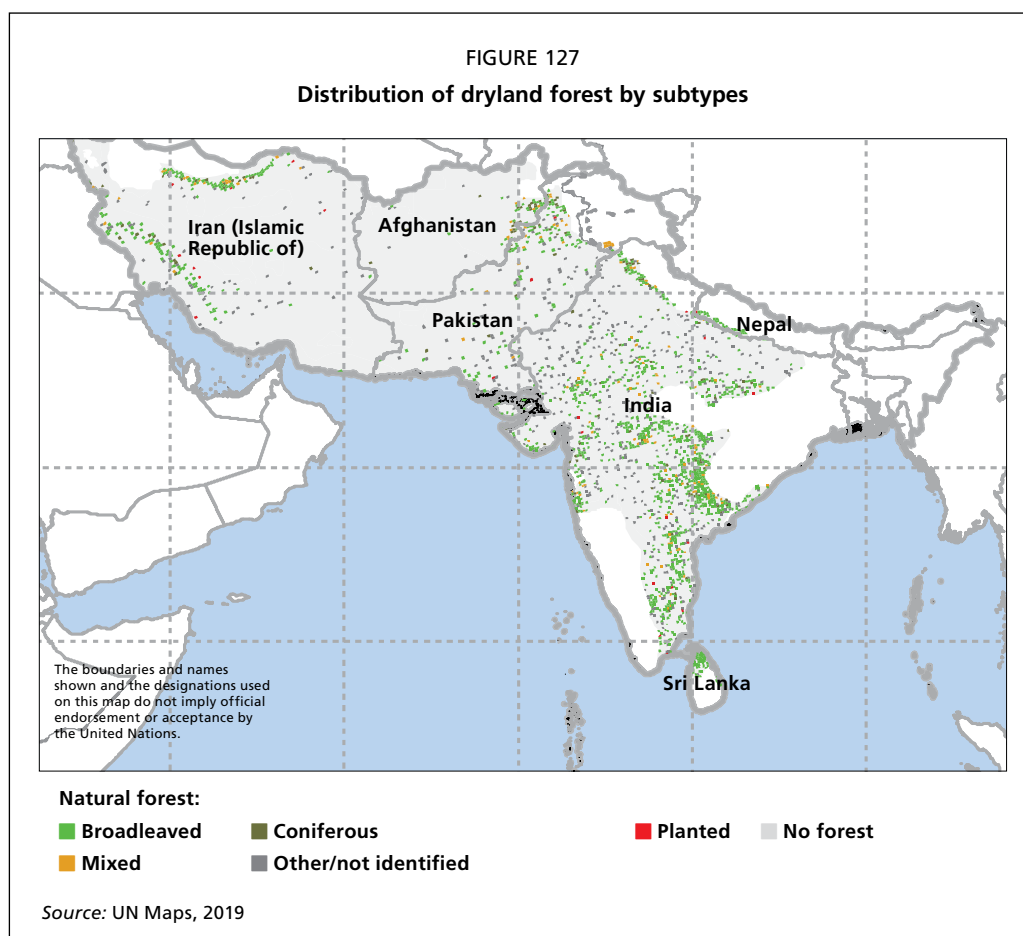 FIGURE 127
Distribution of dryland forest by subtypes
Iran (Islamic
Republic of)
Afghanistan
Pakistan
Nepal
India
Sri Lanka
The boundaries and names
shown and the designations used
on this map do not imply official
endorsement or acceptance by
the United Nations.
Natural forest:
Broadleaved
Coniferous
Planted
No forest
Mixed
Other/not identified
Source: UN Maps, 2019